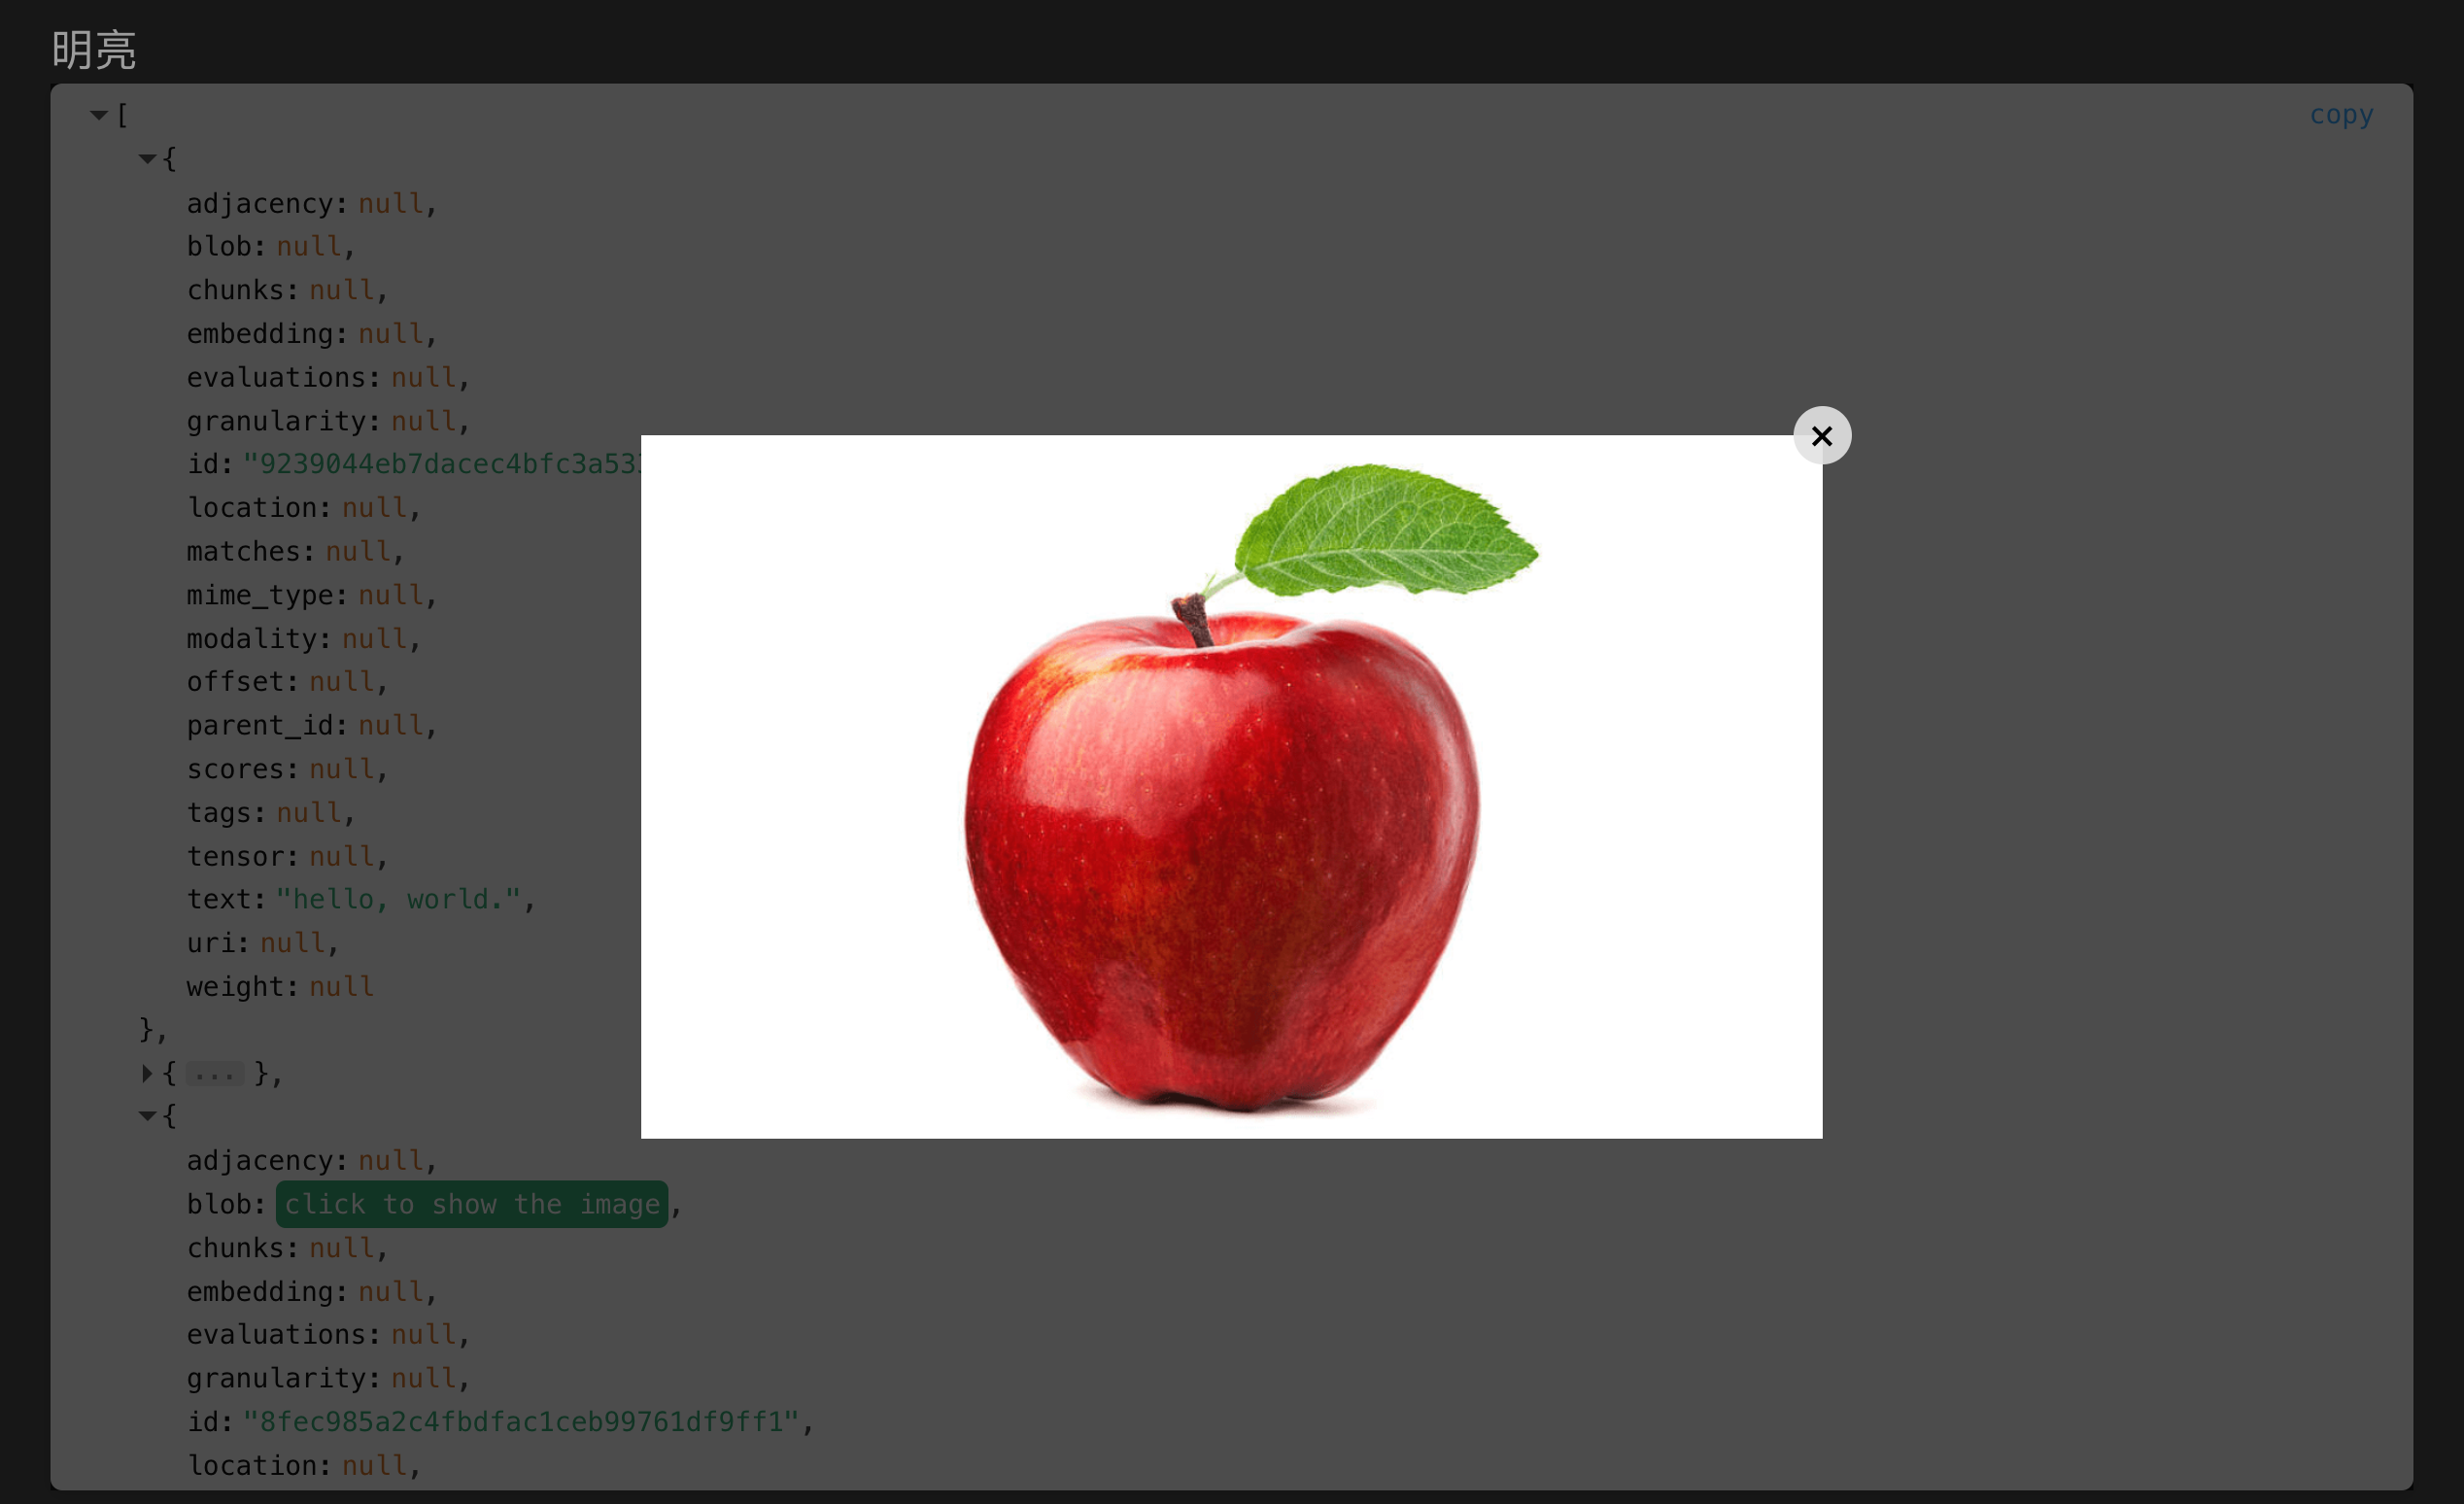 明亮
[
copy
{
adjacency: null,
blob: null,
chunks: null,
embedding: null,
evaluations: null,
granularity: null,
id: "9239044eb7dacec4bfc3a53
location: null,
matches: null,
mime_type: null,
modality: null,
offset: null,
parent_id: null,
scores: null,
tags: null,
tensor: null,
text: "hello, world.",
uri: null,
weight: null
},
{ ... },
{
adjacency: null,
blob: click to show the image,
chunks: null,
embedding: null,
evaluations: null,
granularity: null,
id: "8fec985a2c4fbdfac1ceb99761df9ff1",
location: null,